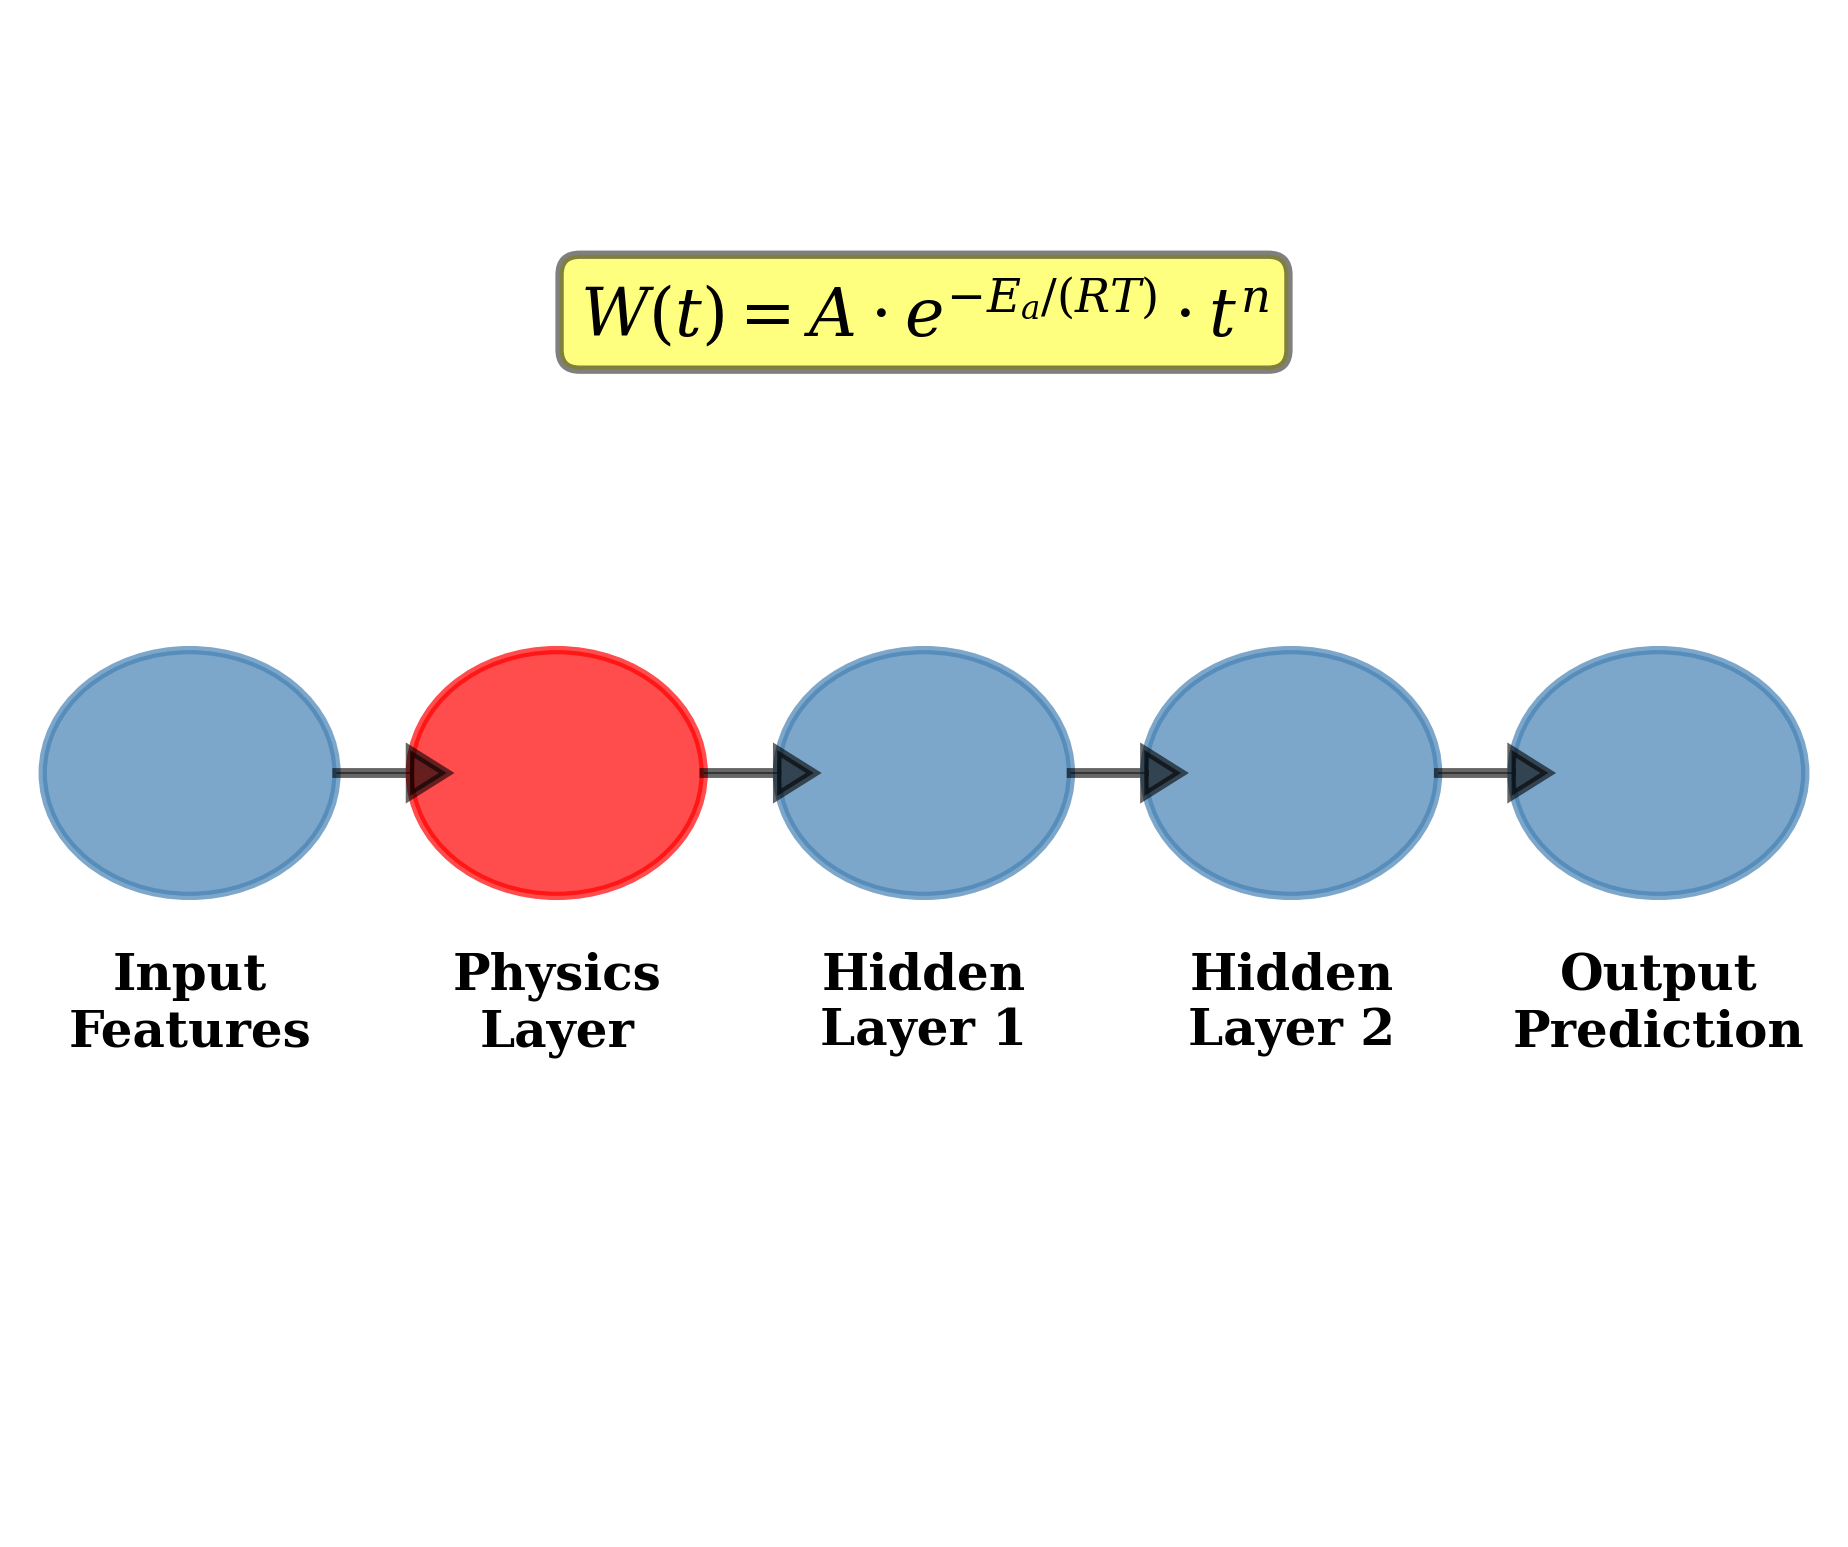 W(t) = A · e^{−E_a/(RT)} · t^n
Input
Features
Physics
Layer
Hidden
Layer 1
Hidden
Layer 2
Output
Prediction